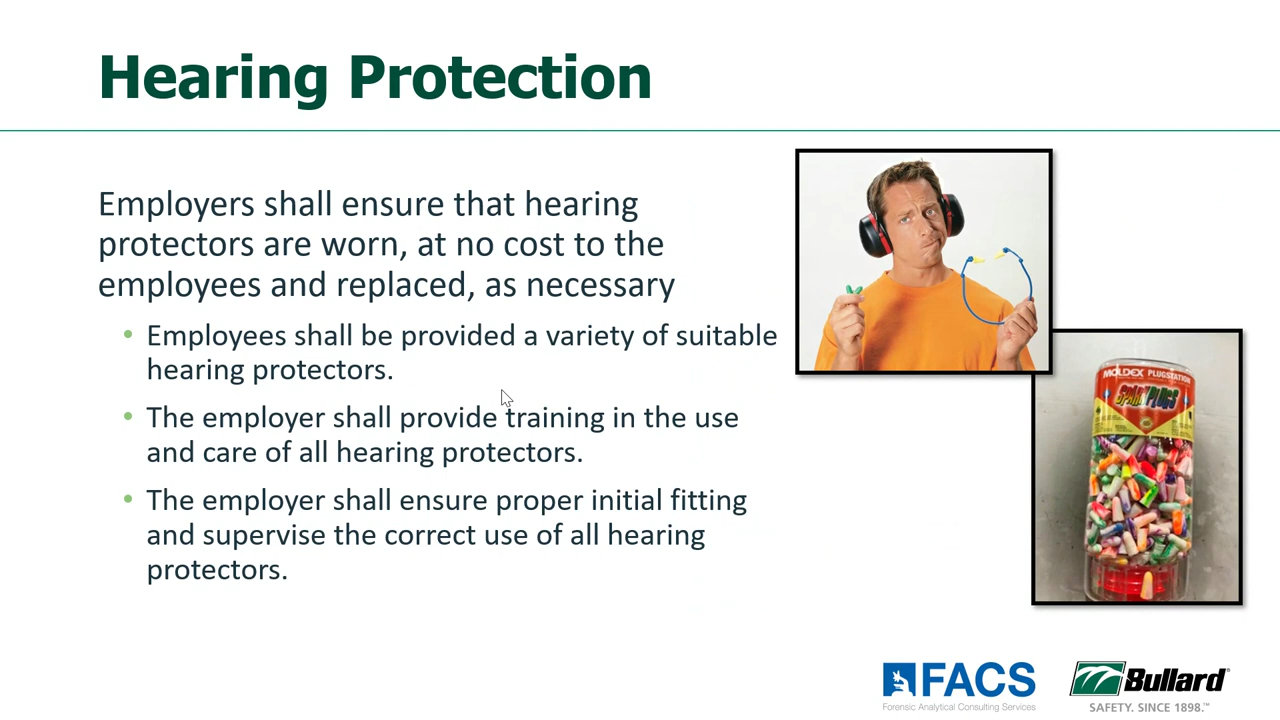 Hearing Protection
Employers shall ensure that hearing
protectors are worn, at no cost to the
employees and replaced, as necessary
• Employees shall be provided a variety of suitable
hearing protectors.
• The employer shall provide training in the use
and care of all hearing protectors.
• The employer shall ensure proper initial fitting
and supervise the correct use of all hearing
protectors.
MOLDEX PLUGSTATION
SPARKPLUGS
FACS
Forensic Analytical Consulting Services
Bullard
SAFETY. SINCE 1898.™